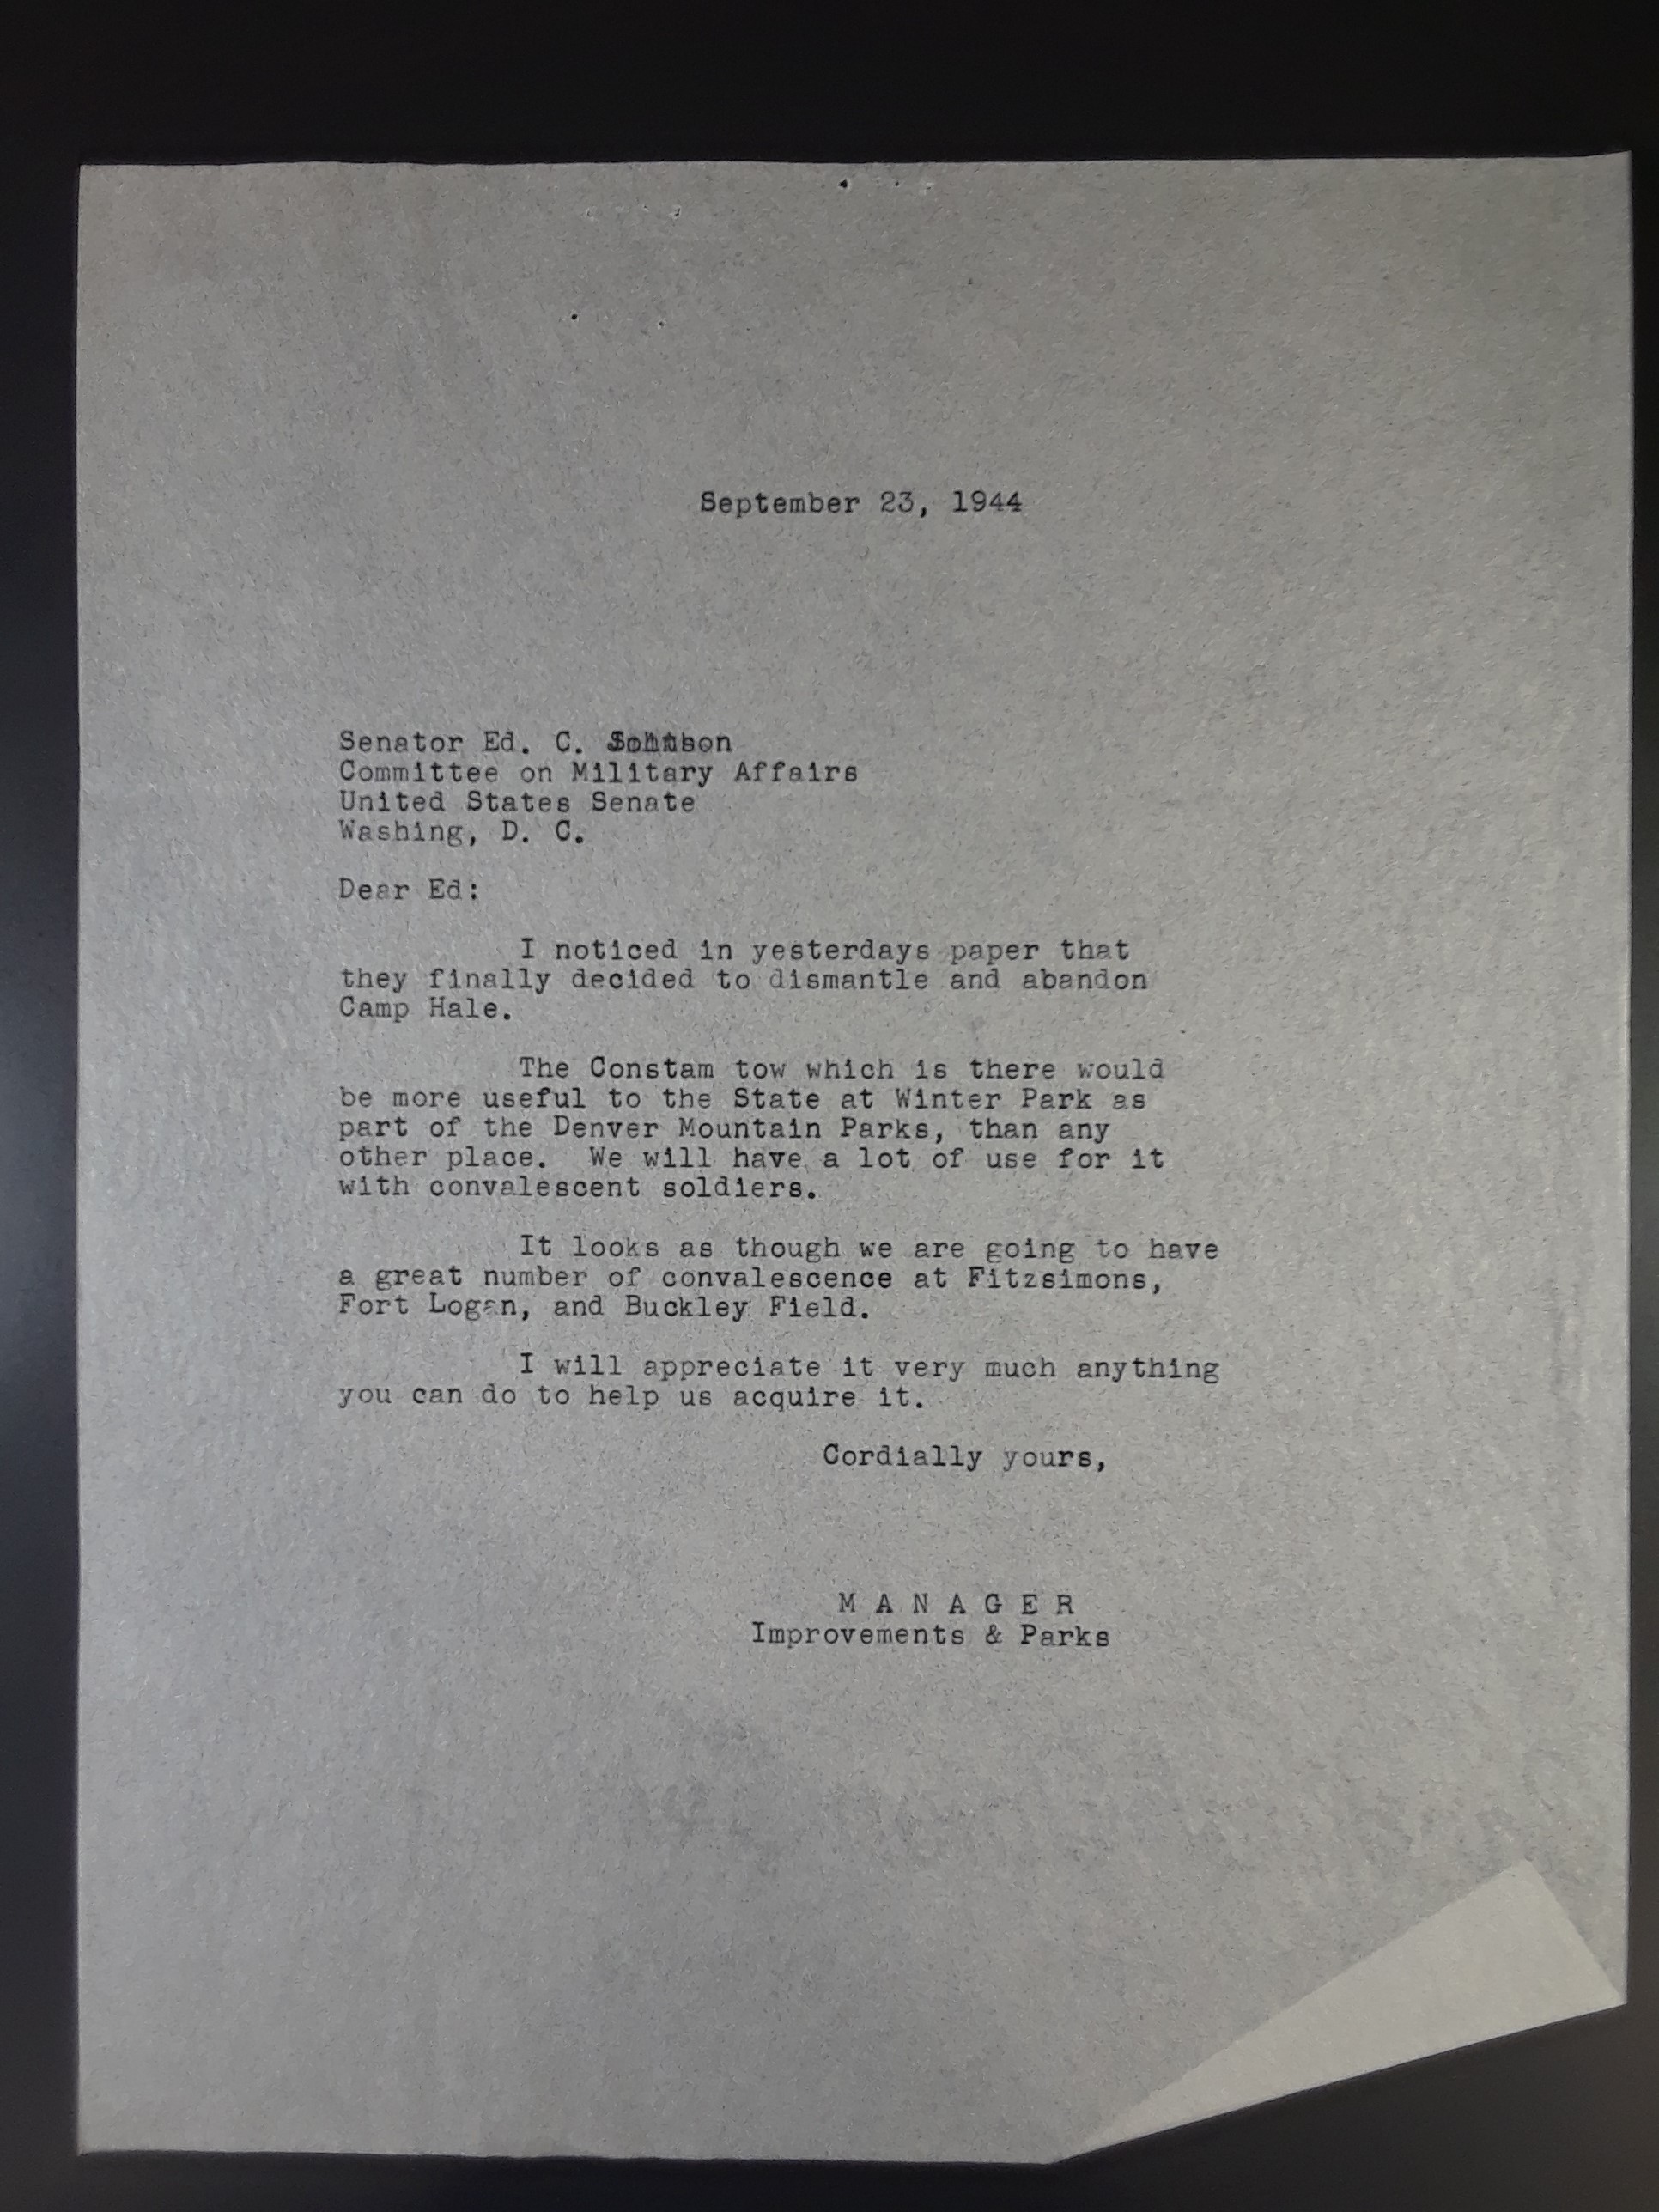 September 23, 1944
Senator Ed. C. Johnson
Committee on Military Affairs
United States Senate
Washing, D. C.
Dear Ed:
I noticed in yesterdays paper that
they finally decided to dismantle and abandon
Camp Hale.
The Constam tow which is there would
be more useful to the State at Winter Park as
part of the Denver Mountain Parks, than any
other place. We will have a lot of use for it
with convalescent soldiers.
It looks as though we are going to have
a great number of convalescence at Fitzsimons,
Fort Logan, and Buckley Field.
I will appreciate it very much anything
you can do to help us acquire it.
Cordially yours,
M A N A G E R
Improvements & Parks